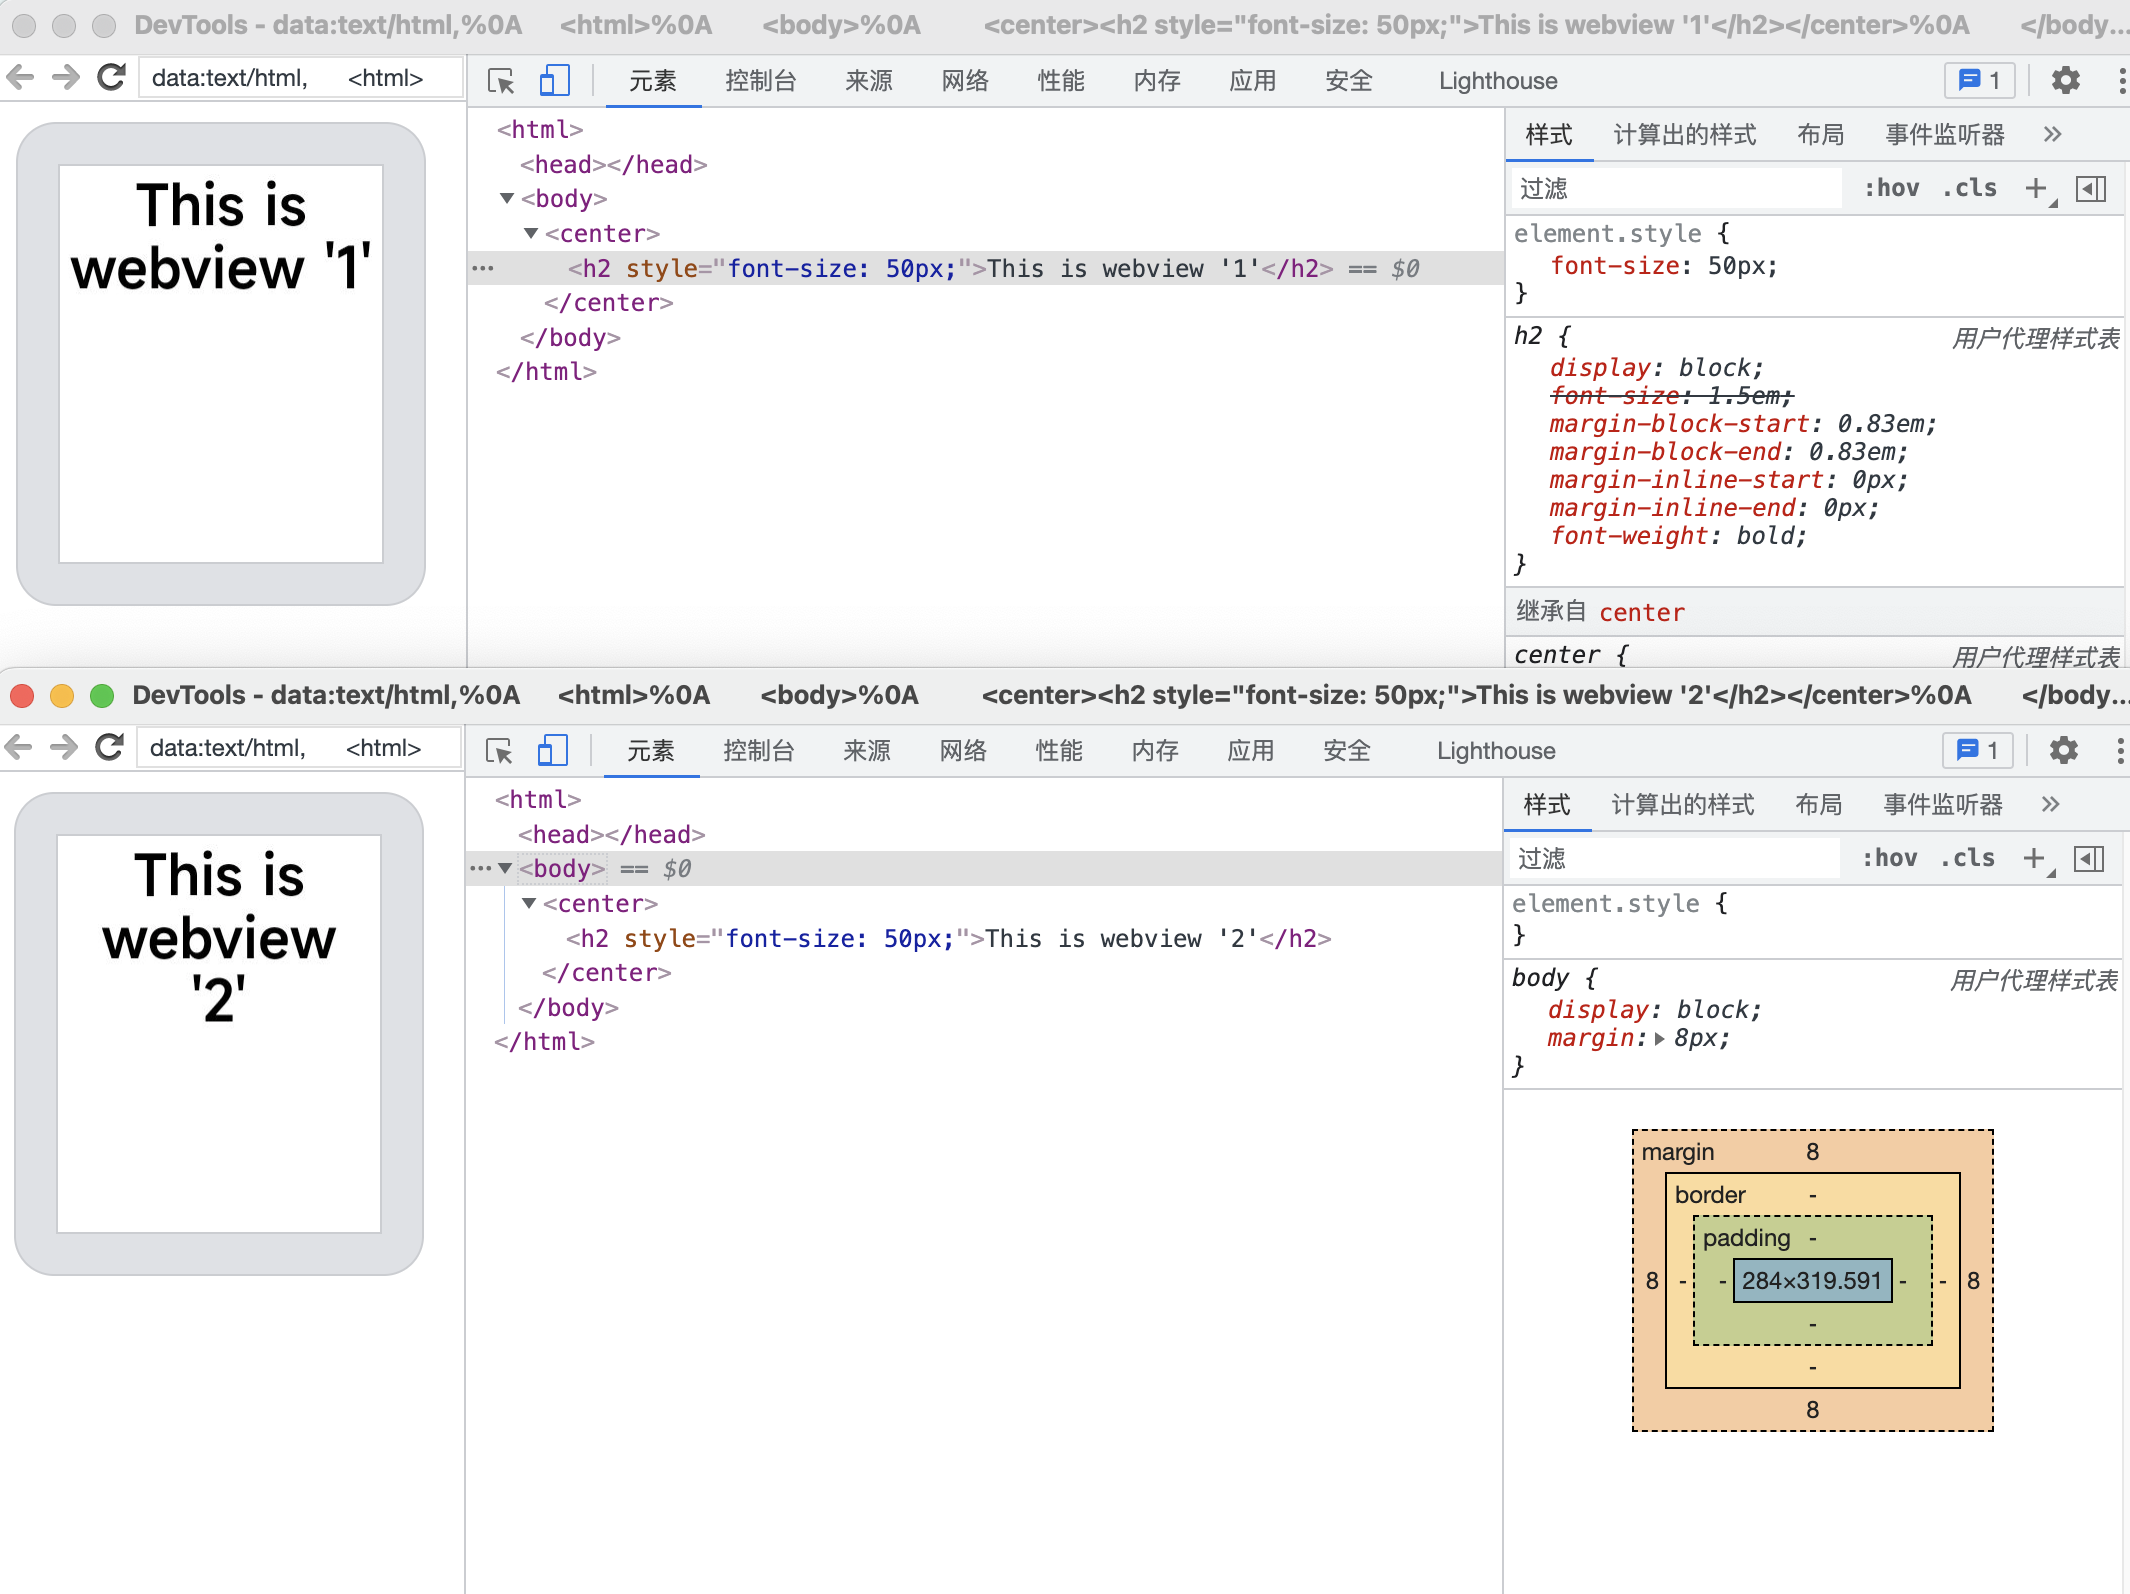 DevTools - data:text/html,%0A <html>%0A <body>%0A <center><h2 style="font-size: 50px;">This is webview '1'</h2></center>%0A </body...
data:text/html, <html>
元素 控制台 来源 网络 性能 内存 应用 安全 Lighthouse 1
This is
webview '1'
<html>
<head></head>
<body>
<center>
<h2 style="font-size: 50px;">This is webview '1'</h2> == $0
</center>
</body>
</html>
样式 计算出的样式 布局 事件监听器 »
过滤 :hov .cls +
element.style {
font-size: 50px;
}
h2 { 用户代理样式表
display: block;
font-size: 1.5em;
margin-block-start: 0.83em;
margin-block-end: 0.83em;
margin-inline-start: 0px;
margin-inline-end: 0px;
font-weight: bold;
}
继承自 center
center { 用户代理样式表
DevTools - data:text/html,%0A <html>%0A <body>%0A <center><h2 style="font-size: 50px;">This is webview '2'</h2></center>%0A </body...
data:text/html, <html>
元素 控制台 来源 网络 性能 内存 应用 安全 Lighthouse 1
This is
webview
'2'
<html>
<head></head>
<body> == $0
<center>
<h2 style="font-size: 50px;">This is webview '2'</h2>
</center>
</body>
</html>
样式 计算出的样式 布局 事件监听器 »
过滤 :hov .cls +
element.style {
}
body { 用户代理样式表
display: block;
margin: 8px;
}
margin 8
border -
padding -
8 - - 284×319.591 - - 8
-
-
8